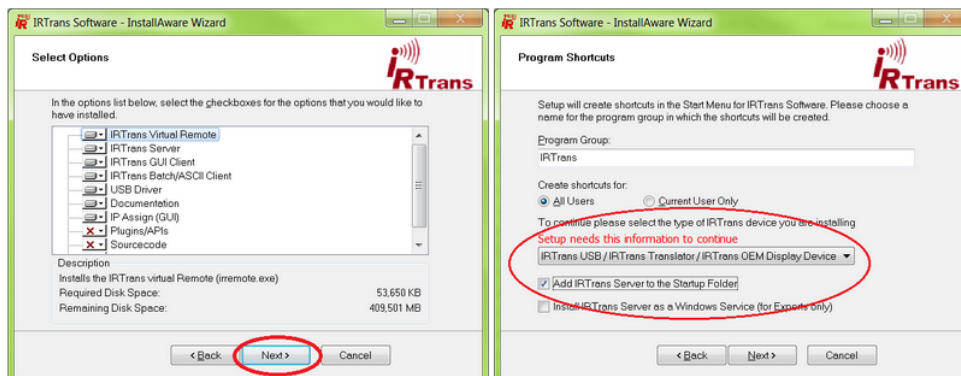 IRTrans Software - InstallAware Wizard
Select Options
iRTrans
In the options list below, select the checkboxes for the options that you would like to
have installed.
IRTrans Virtual Remote
IRTrans Server
IRTrans GUI Client
IRTrans Batch/ASCII Client
USB Driver
Documentation
IP Assign (GUI)
Plugins/APIs
Sourcecode
Description
Installs the IRTrans virtual Remote (irremote.exe)
Required Disk Space: 53,650 KB
Remaining Disk Space: 409,501 MB
< Back Next > Cancel
IRTrans Software - InstallAware Wizard
Program Shortcuts
iRTrans
Setup will create shortcuts in the Start Menu for IRTrans Software. Please choose a
name for the program group in which the shortcuts will be created.
Program Group:
IRTrans
Create shortcuts for:
All Users Current User Only
To continue please select the type of IRTrans device you are installing
Setup needs this information to continue
IRTrans USB / IRTrans Translator / IRTrans OEM Display Device
Add IRTrans Server to the Startup Folder
Install IRTrans Server as a Windows Service (for Experts only)
< Back Next > Cancel